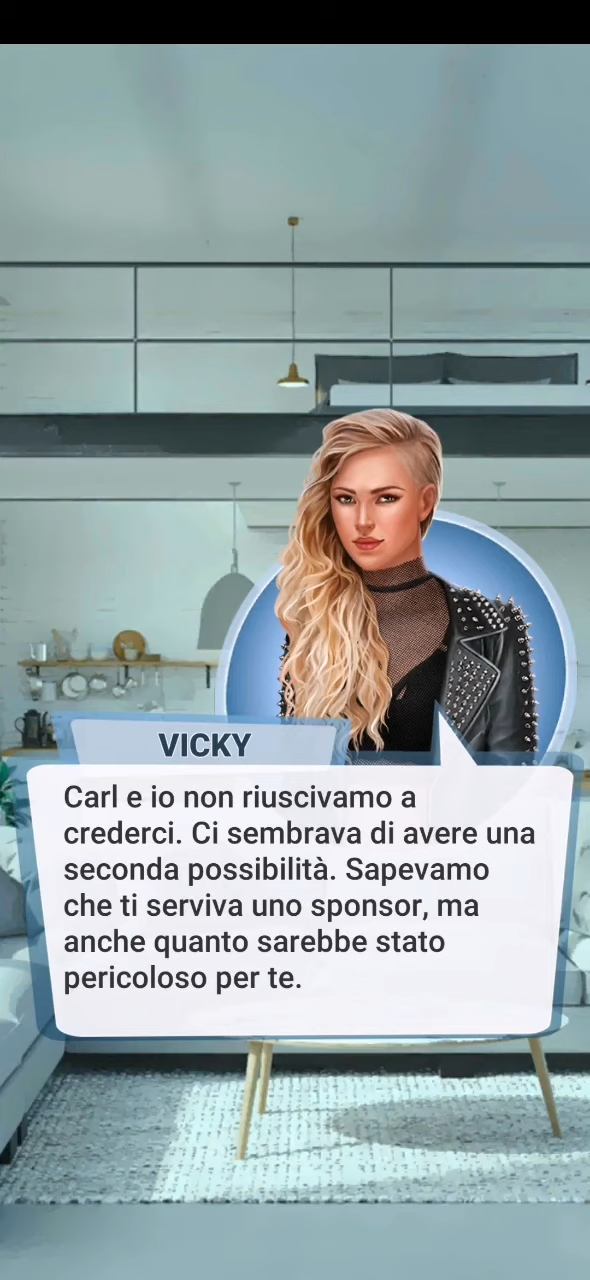 VICKY
Carl e io non riuscivamo a
crederci. Ci sembrava di avere una
seconda possibilità. Sapevamo
che ti serviva uno sponsor, ma
anche quanto sarebbe stato
pericoloso per te.